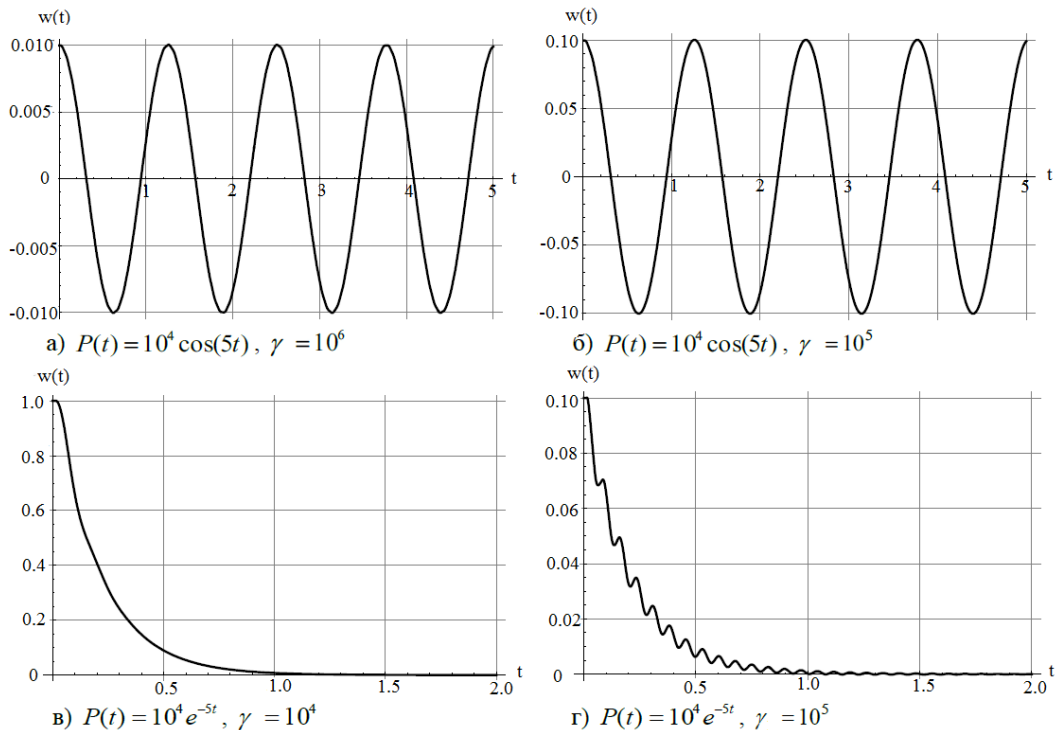 w(t)
0.010
0.005
0
-0.005
-0.010
1 2 3 4 5 t
а) P(t) = 10⁴ cos(5t) , γ = 10⁶
w(t)
0.10
0.05
0
-0.05
-0.10
1 2 3 4 5 t
б) P(t) = 10⁴ cos(5t) , γ = 10⁵
w(t)
1.0
0.8
0.6
0.4
0.2
0
0.5 1.0 1.5 2.0 t
в) P(t) = 10⁴ e⁻⁵ᵗ , γ = 10⁴
w(t)
0.10
0.08
0.06
0.04
0.02
0
0.5 1.0 1.5 2.0 t
г) P(t) = 10⁴ e⁻⁵ᵗ , γ = 10⁵